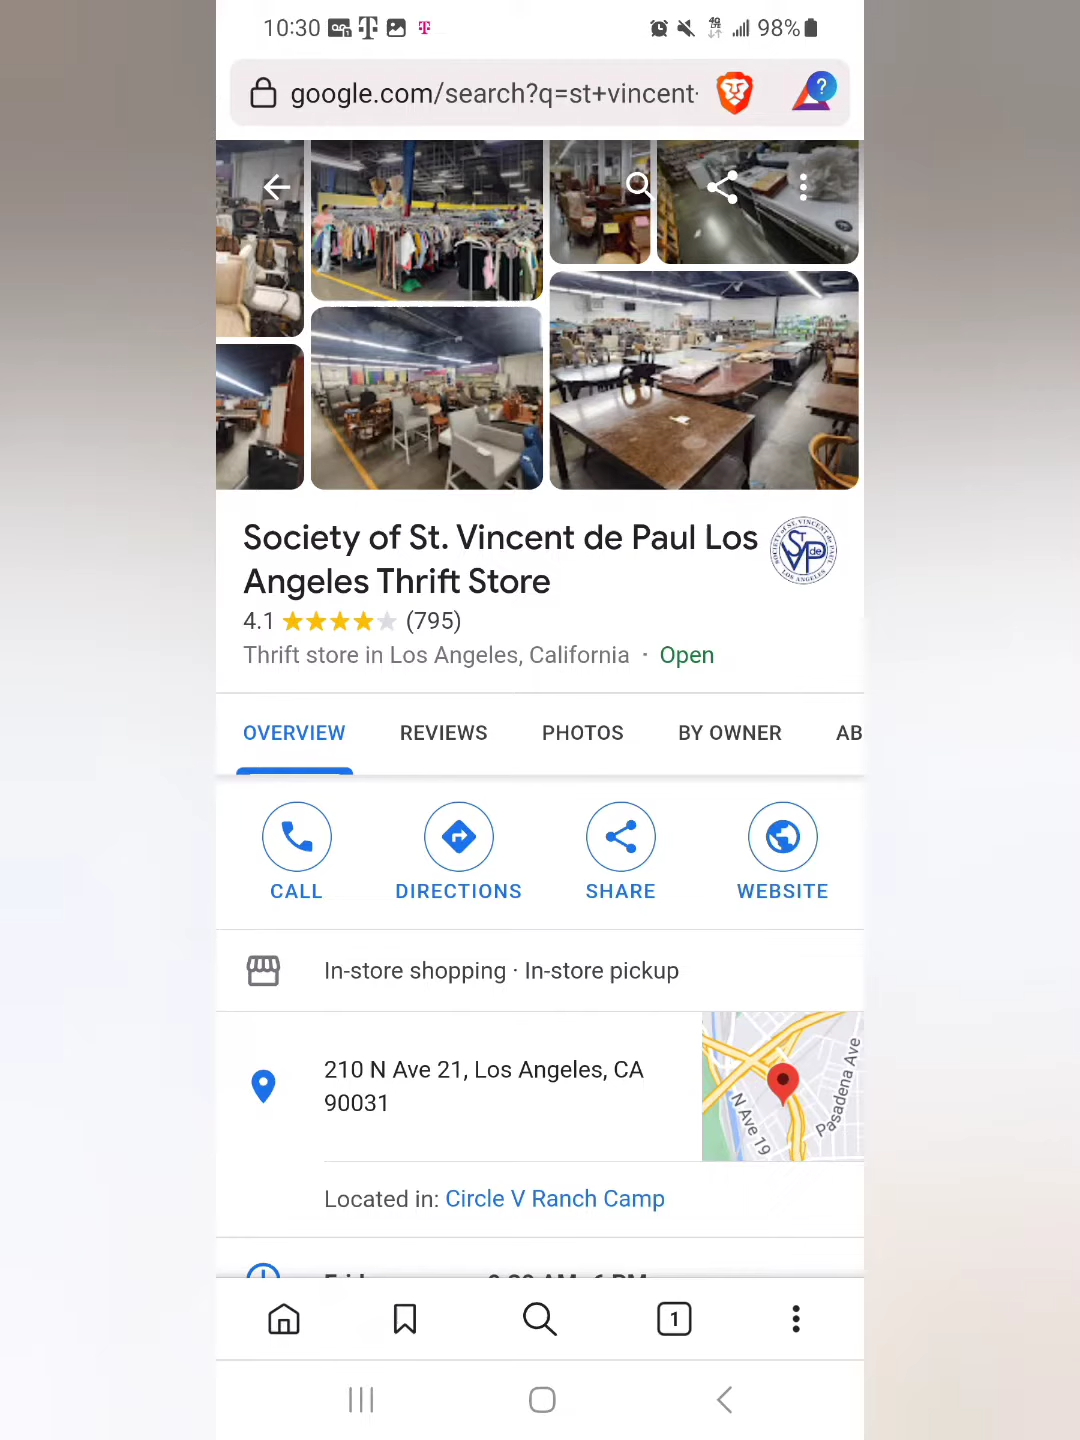 10:30
98%
google.com/search?q=st+vincent
Society of St. Vincent de Paul Los
Angeles Thrift Store
4.1 (795)
Thrift store in Los Angeles, California · Open
OVERVIEW REVIEWS PHOTOS BY OWNER AB
CALL DIRECTIONS SHARE WEBSITE
In-store shopping · In-store pickup
210 N Ave 21, Los Angeles, CA
90031
N Ave 19
Pasadena Ave
Located in: Circle V Ranch Camp
1